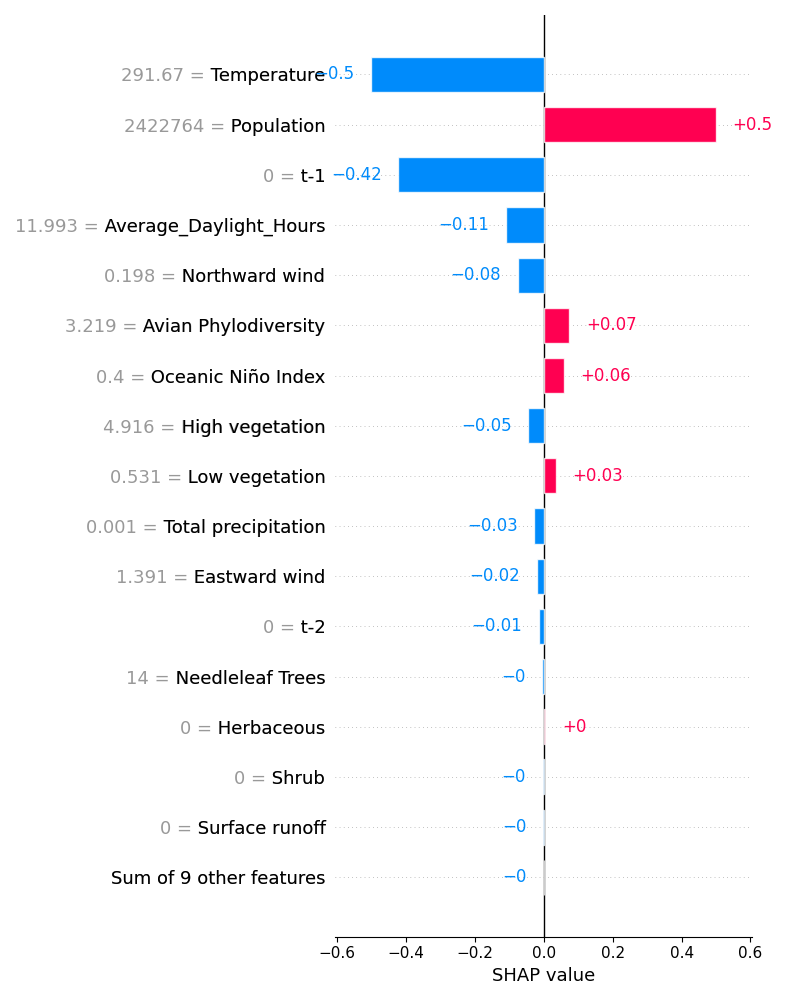 291.67 = Temperature −0.5
2422764 = Population +0.5
0 = t-1 −0.42
11.993 = Average_Daylight_Hours −0.11
0.198 = Northward wind −0.08
3.219 = Avian Phylodiversity +0.07
0.4 = Oceanic Niño Index +0.06
4.916 = High vegetation −0.05
0.531 = Low vegetation +0.03
0.001 = Total precipitation −0.03
1.391 = Eastward wind −0.02
0 = t-2 −0.01
14 = Needleleaf Trees −0
0 = Herbaceous +0
0 = Shrub −0
0 = Surface runoff −0
Sum of 9 other features −0
−0.6 −0.4 −0.2 0.0 0.2 0.4 0.6
SHAP value